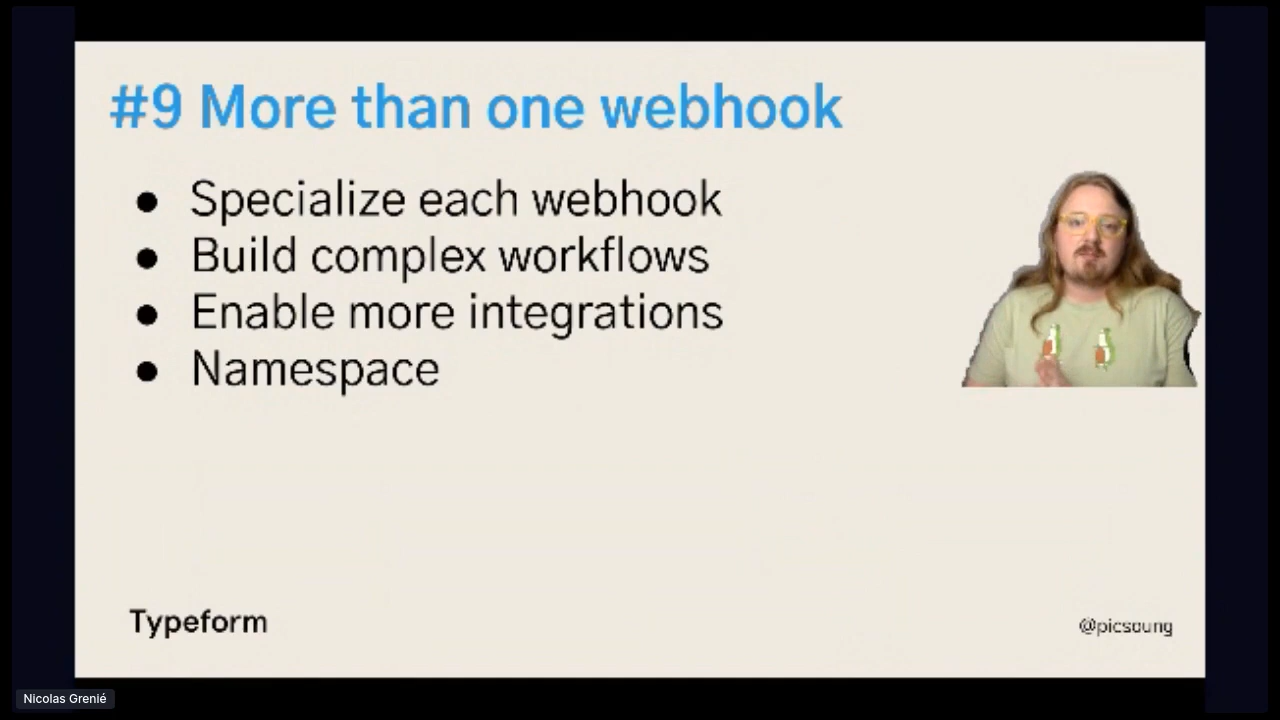 #9 More than one webhook
● Specialize each webhook
● Build complex workflows
● Enable more integrations
● Namespace
Typeform
@picsoung
Nicolas Grenié